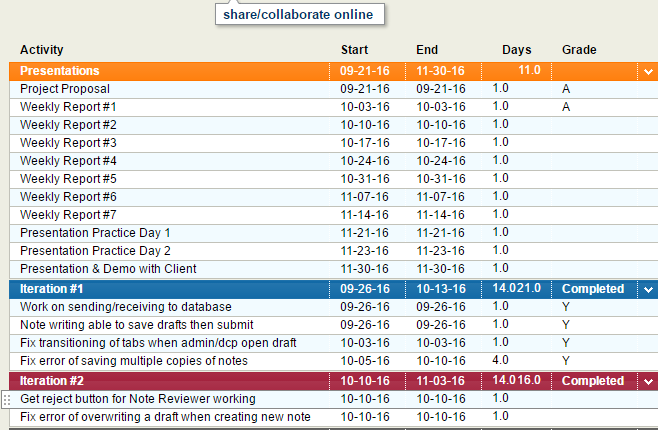 share/collaborate online
Activity Start End Days Grade
Presentations 09-21-16 11-30-16 11.0
Project Proposal 09-21-16 09-21-16 1.0 A
Weekly Report #1 10-03-16 10-03-16 1.0 A
Weekly Report #2 10-10-16 10-10-16 1.0
Weekly Report #3 10-17-16 10-17-16 1.0
Weekly Report #4 10-24-16 10-24-16 1.0
Weekly Report #5 10-31-16 10-31-16 1.0
Weekly Report #6 11-07-16 11-07-16 1.0
Weekly Report #7 11-14-16 11-14-16 1.0
Presentation Practice Day 1 11-21-16 11-21-16 1.0
Presentation Practice Day 2 11-23-16 11-23-16 1.0
Presentation & Demo with Client 11-30-16 11-30-16 1.0
Iteration #1 09-26-16 10-13-16 14.021.0 Completed
Work on sending/receiving to database 09-26-16 09-26-16 1.0 Y
Note writing able to save drafts then submit 09-26-16 09-26-16 1.0 Y
Fix transitioning of tabs when admin/dcp open draft 10-03-16 10-03-16 1.0 Y
Fix error of saving multiple copies of notes 10-05-16 10-10-16 4.0 Y
Iteration #2 10-10-16 11-03-16 14.016.0 Completed
Get reject button for Note Reviewer working 10-10-16 10-10-16 1.0
Fix error of overwriting a draft when creating new note 10-10-16 10-10-16 1.0